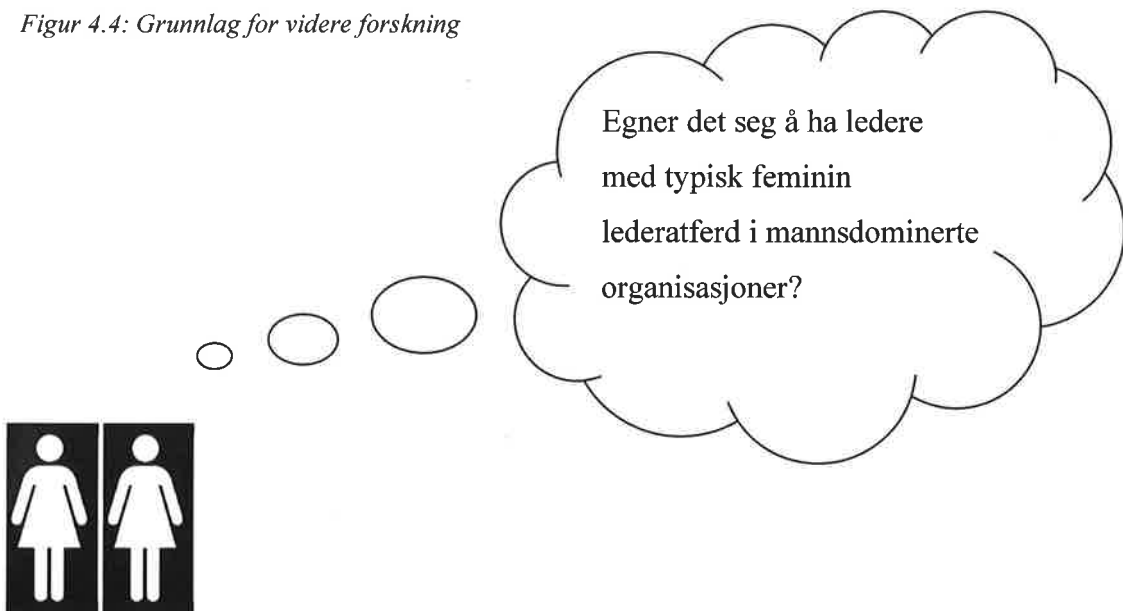 Figur 4.4: Grunnlag for videre forskning
Egner det seg å ha ledere
med typisk feminin
lederatferd i mannsdominerte
organisasjoner?